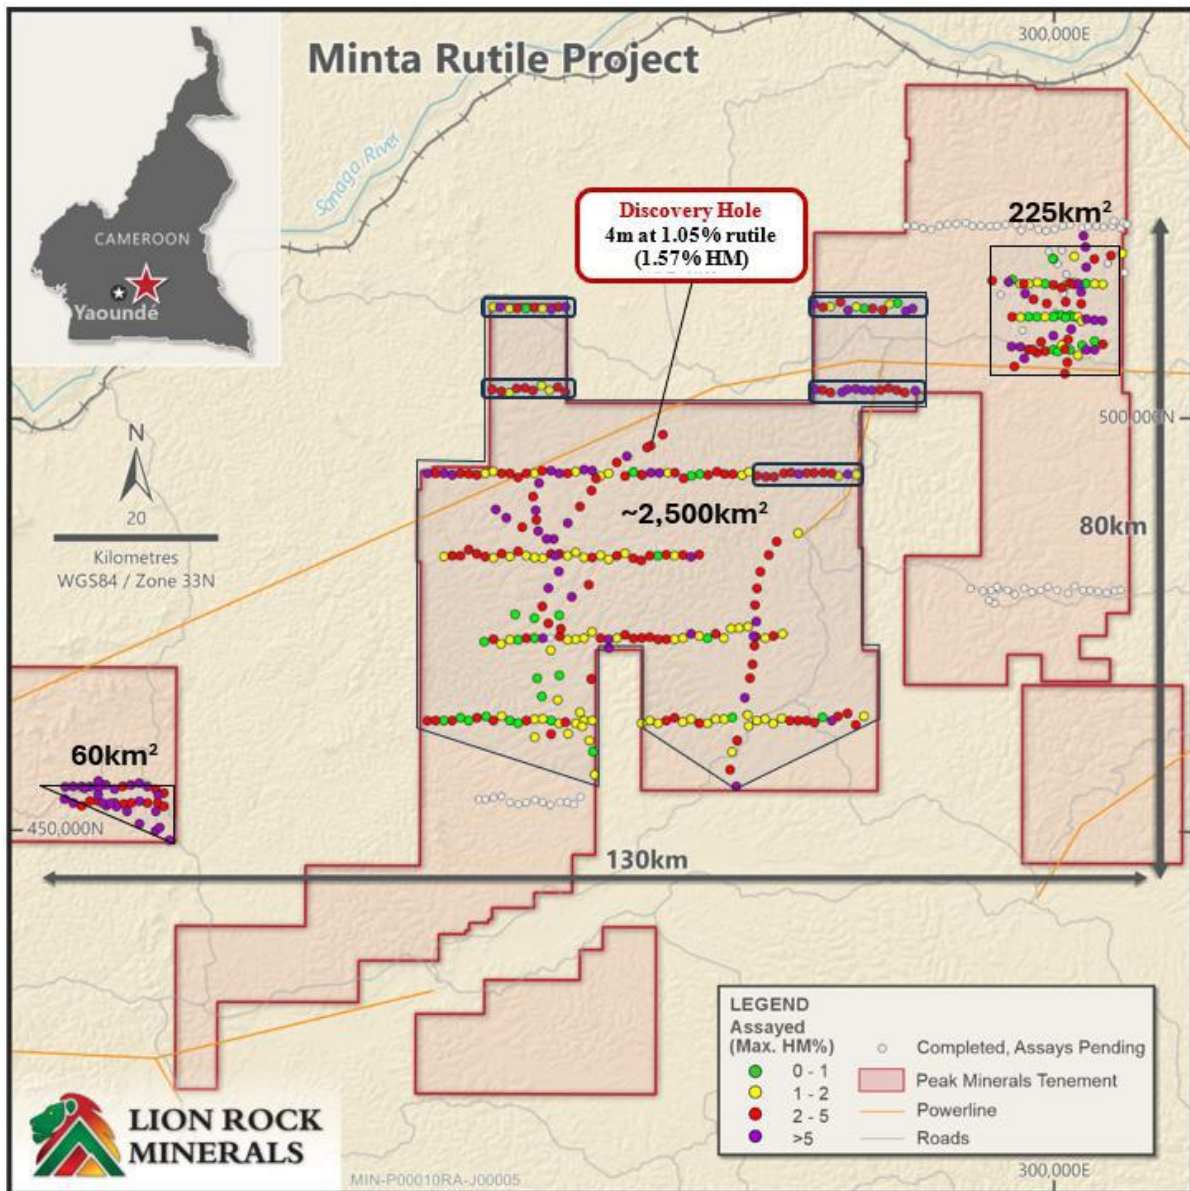 Minta Rutile Project
300,000E
Sanaga River
CAMEROON
Yaoundé
Discovery Hole
4m at 1.05% rutile
(1.57% HM)
225km²
500,000N
N
20
Kilometres
WGS84 / Zone 33N
~2,500km²
80km
60km²
450,000N
130km
LEGEND
Assayed
(Max. HM%)
0 - 1
1 - 2
2 - 5
>5
Completed, Assays Pending
Peak Minerals Tenement
Powerline
Roads
LION ROCK
MINERALS
MIN-P00010RA-J00005
300,000E